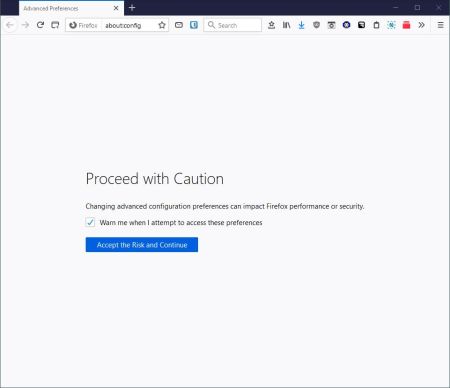 Advanced Preferences
Firefox
about:config
Search
Proceed with Caution
Changing advanced configuration preferences can impact Firefox performance or security.
Warn me when I attempt to access these preferences
Accept the Risk and Continue